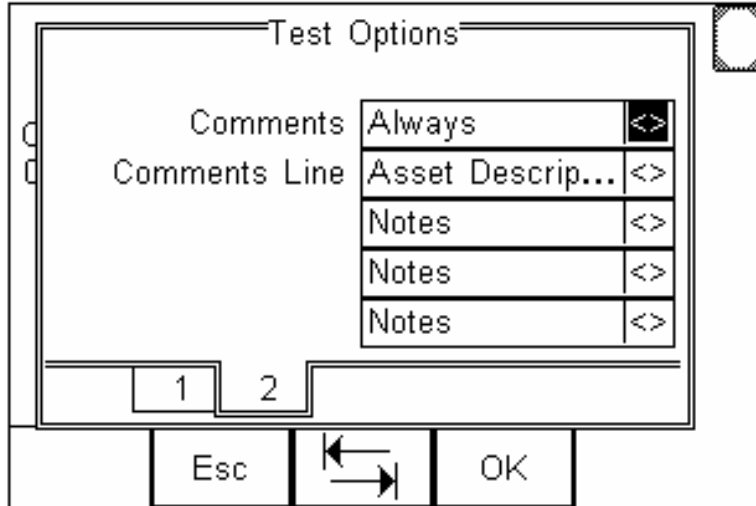 Test Options
Comments Always <>
Comments Line Asset Descrip... <>
Notes <>
Notes <>
Notes <>
1 2
Esc OK